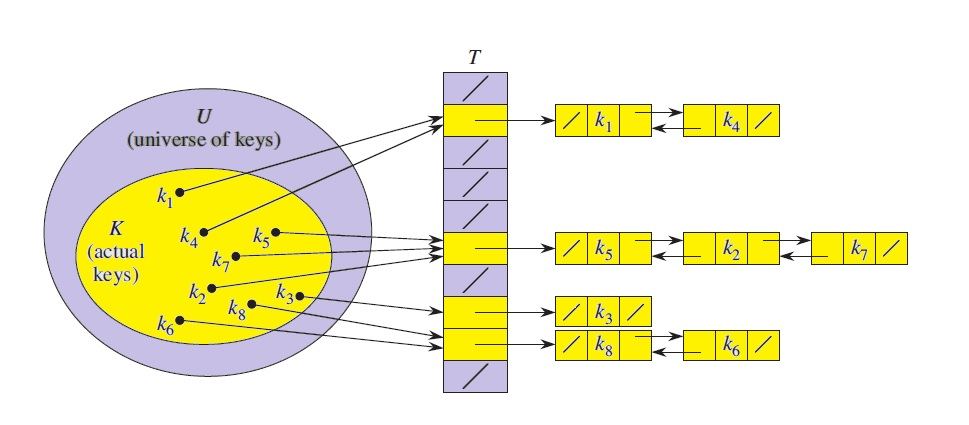 T
U
(universe of keys)
k1 k4
k1
K
(actual
keys)
k4 k5
k7
k5 k2 k7
k2 k8 k3
k6
k3
k8 k6